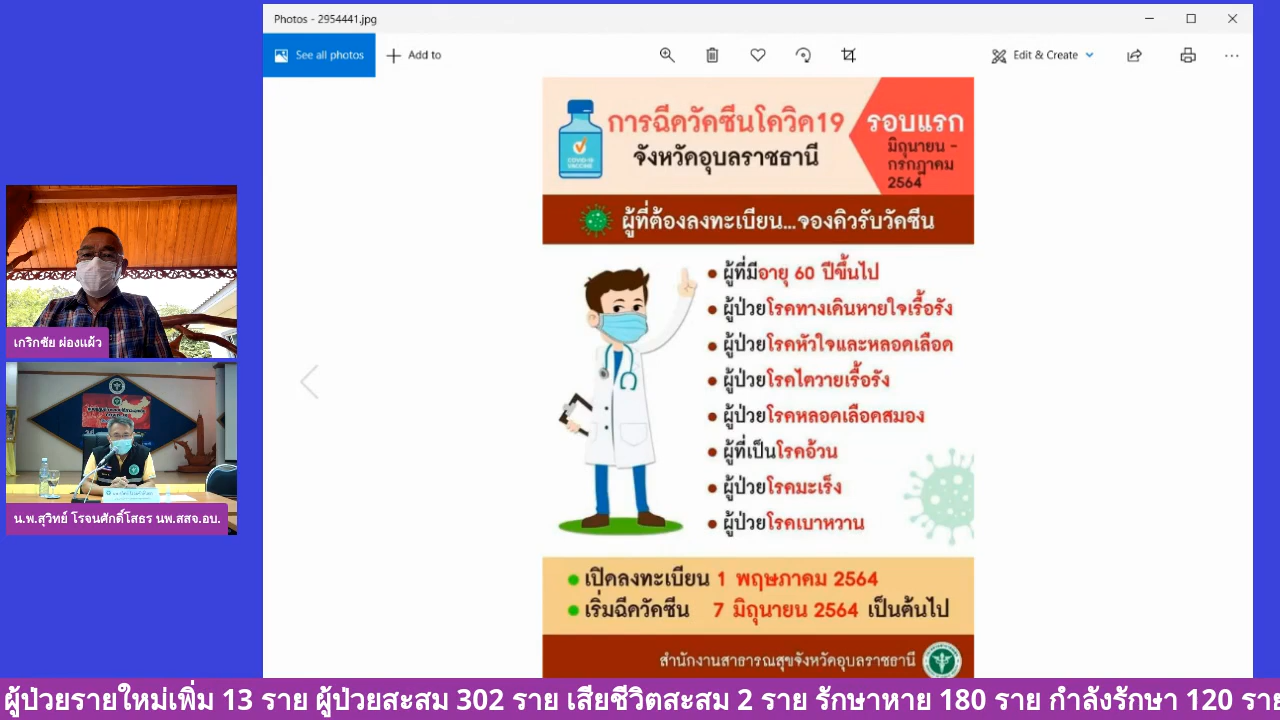 Photos - 2954441.jpg
See all photos
Add to
Edit & Create
COVID-19
VACCINE
การฉีดวัคซีนโควิด19
จังหวัดอุบลราชธานี
รอบแรก
มิถุนายน -
กรกฎาคม
2564
ผู้ที่ต้องลงทะเบียน...จองคิวรับวัคซีน
ผู้ที่มีอายุ 60 ปีขึ้นไป
ผู้ป่วยโรคทางเดินหายใจเรื้อรัง
ผู้ป่วยโรคหัวใจและหลอดเลือด
ผู้ป่วยโรคไตวายเรื้อรัง
ผู้ป่วยโรคหลอดเลือดสมอง
ผู้ที่เป็นโรคอ้วน
ผู้ป่วยโรคมะเร็ง
ผู้ป่วยโรคเบาหวาน
เปิดลงทะเบียน 1 พฤษภาคม 2564
เริ่มฉีดวัคซีน 7 มิถุนายน 2564 เป็นต้นไป
สำนักงานสาธารณสุขจังหวัดอุบลราชธานี
เกริกชัย ผ่องแผ้ว
น.พ.สุวิทย์ โรจนศักดิ์โสธร นพ.สสจ.อบ.
ผู้ป่วยรายใหม่เพิ่ม 13 ราย ผู้ป่วยสะสม 302 ราย เสียชีวิตสะสม 2 ราย รักษาหาย 180 ราย กำลังรักษา 120 ราย